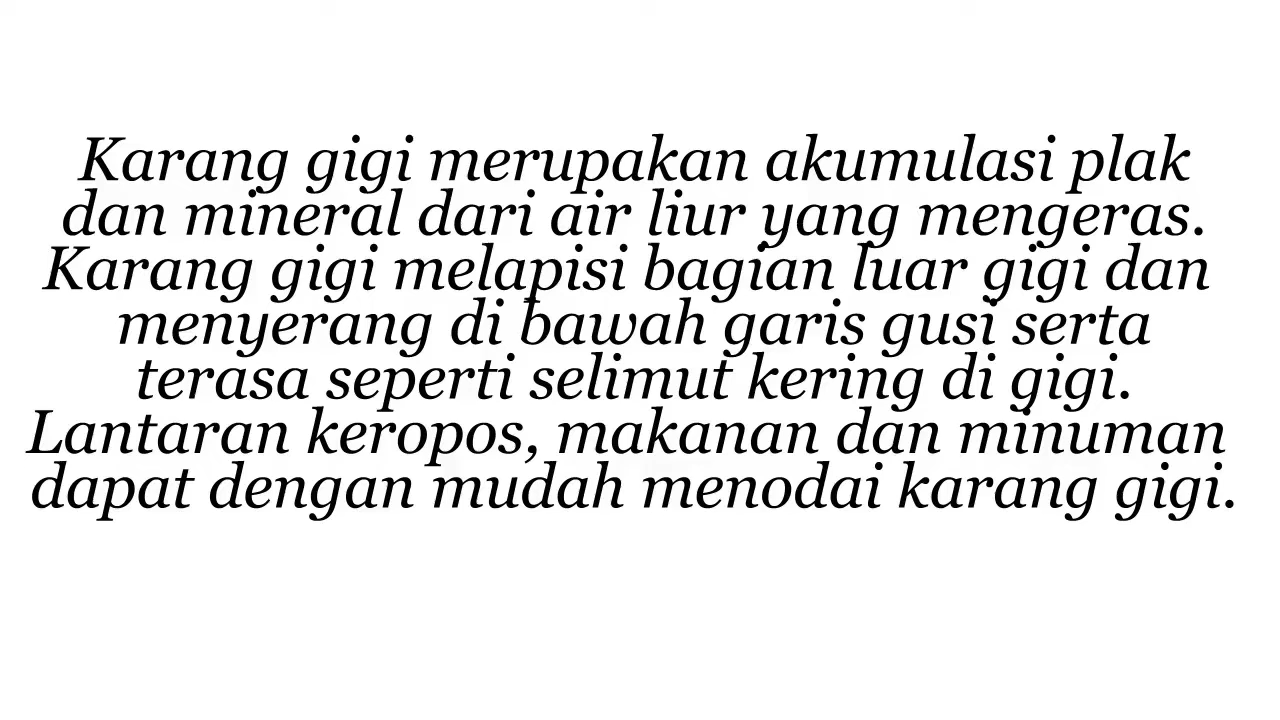 Karang gigi merupakan akumulasi plak
dan mineral dari air liur yang mengeras.
Karang gigi melapisi bagian luar gigi dan
menyerang di bawah garis gusi serta
terasa seperti selimut kering di gigi.
Lantaran keropos, makanan dan minuman
dapat dengan mudah menodai karang gigi.